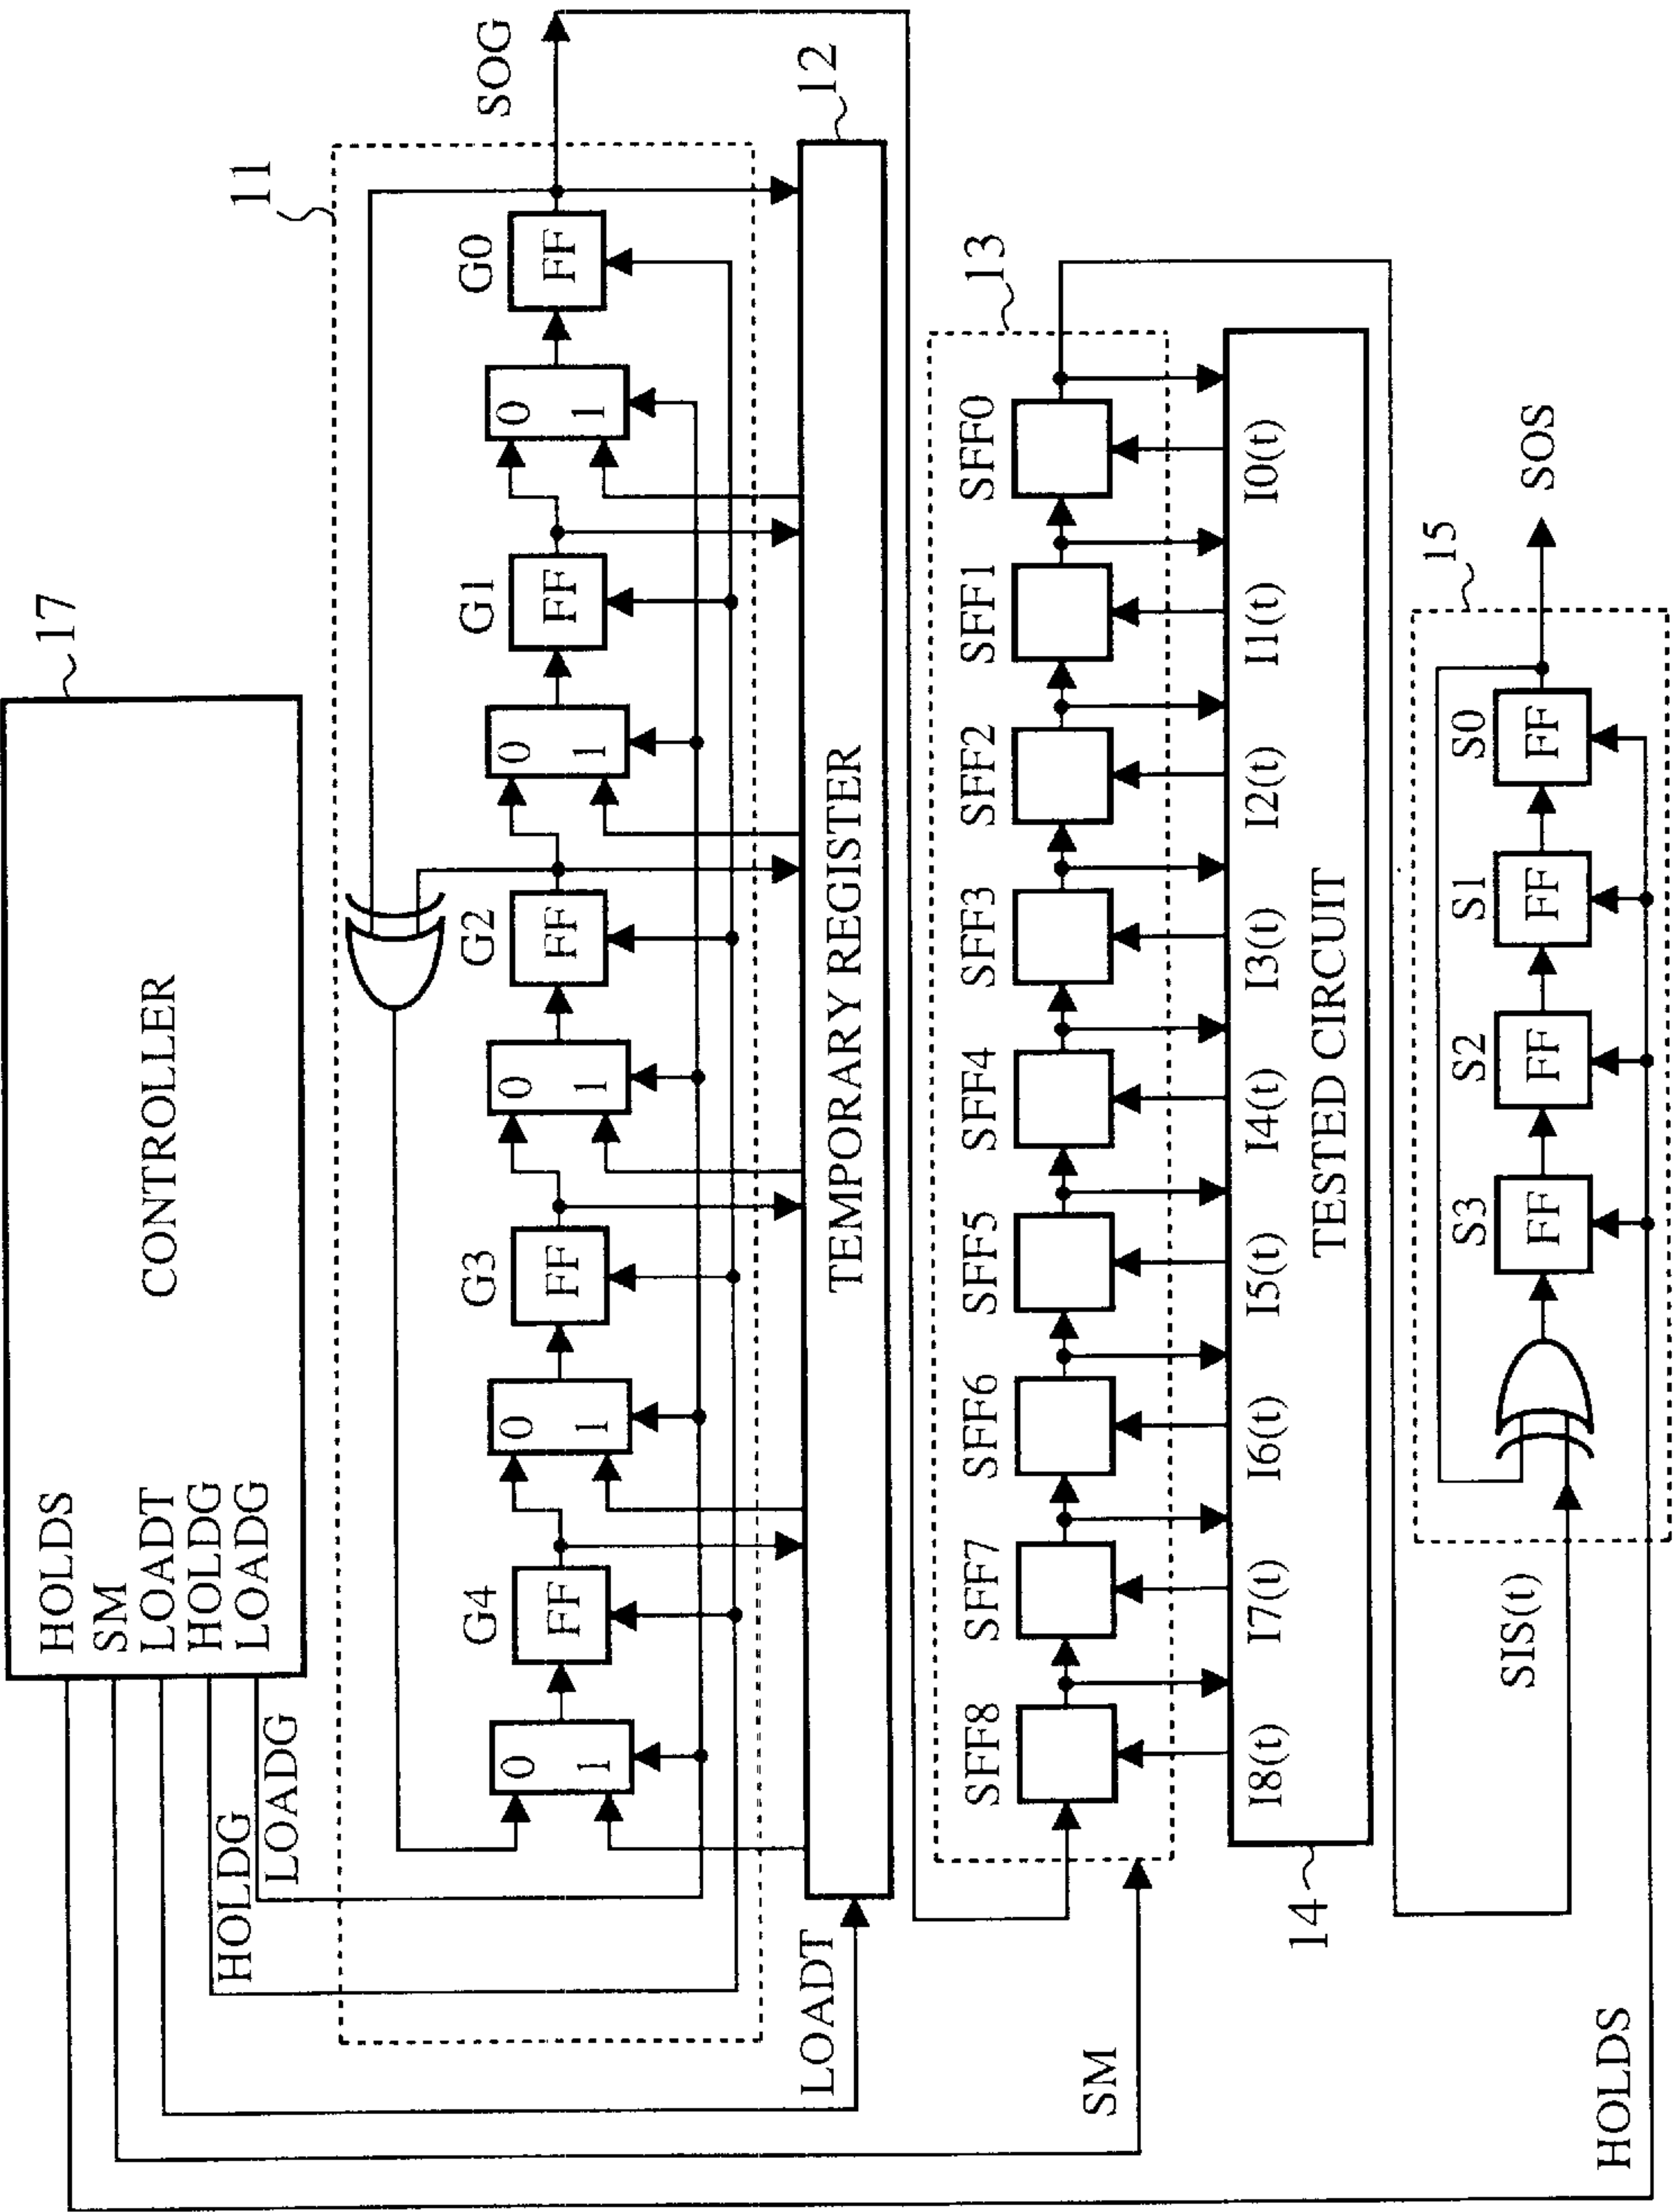 17
CONTROLLER
HOLDS
SM
LOADT
HOLDG
LOADG
HOLDG
LOADG
11
G4
G3
G2
G1
G0
FF
FF
FF
FF
FF
0
1
0
1
0
1
0
1
0
1
SOG
12
TEMPORARY REGISTER
LOADT
13
SFF8
SFF7
SFF6
SFF5
SFF4
SFF3
SFF2
SFF1
SFF0
SM
I8(t)
I7(t)
I6(t)
I5(t)
I4(t)
I3(t)
I2(t)
I1(t)
I0(t)
TESTED CIRCUIT
14
15
SIS(t)
S3
S2
S1
S0
FF
FF
FF
FF
SOS
HOLDS